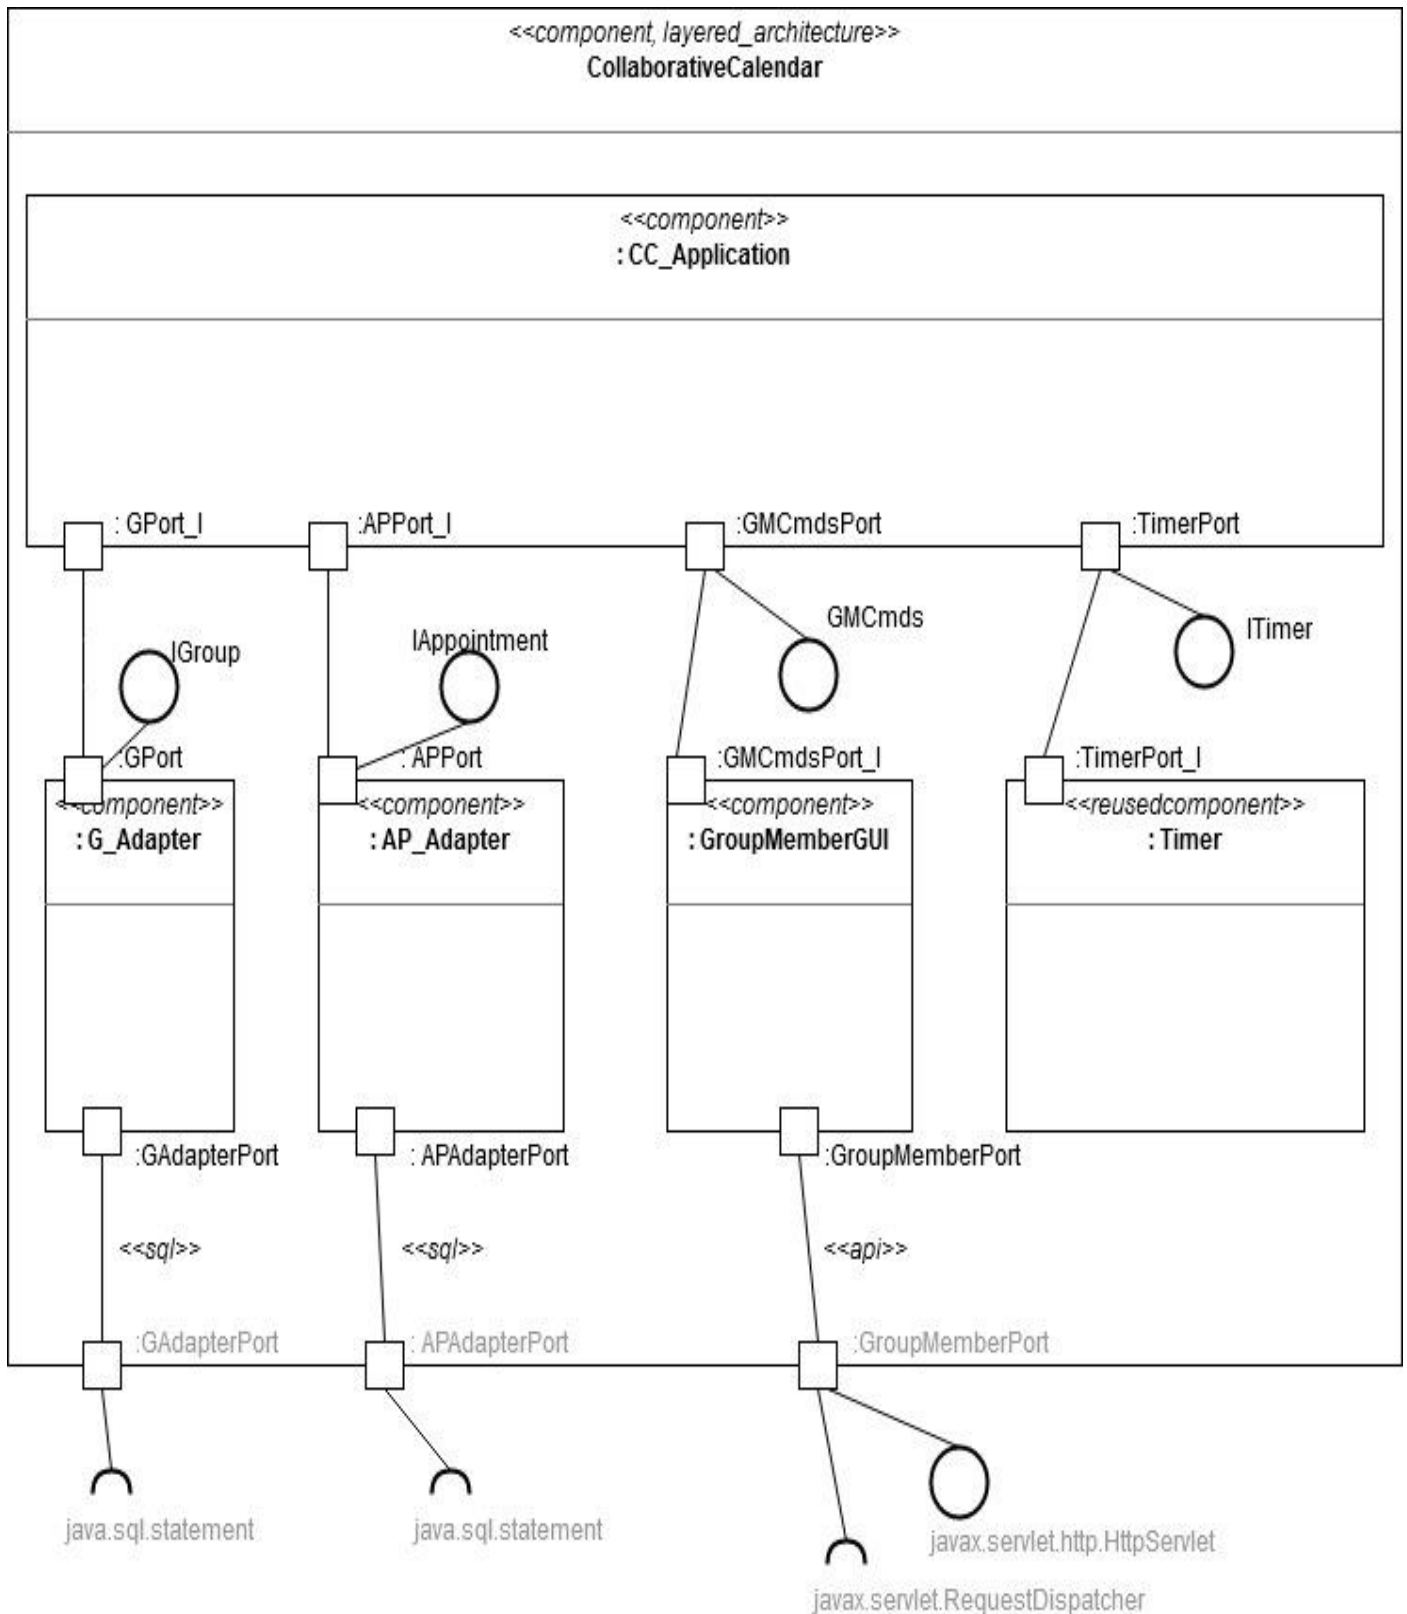 <<component, layered_architecture>>
CollaborativeCalendar
<<component>>
: CC_Application
: GPort_I
:APPort_I
:GMCmdsPort
:TimerPort
IGroup
IAppointment
GMCmds
ITimer
:GPort
: APPort
:GMCmdsPort_I
:TimerPort_I
<<component>>
: G_Adapter
<<component>>
: AP_Adapter
<<component>>
: GroupMemberGUI
<<reusedcomponent>>
: Timer
:GAdapterPort
: APAdapterPort
:GroupMemberPort
<<sql>>
<<sql>>
<<api>>
:GAdapterPort
: APAdapterPort
:GroupMemberPort
java.sql.statement
java.sql.statement
javax.servlet.http.HttpServlet
javax.servlet.RequestDispatcher